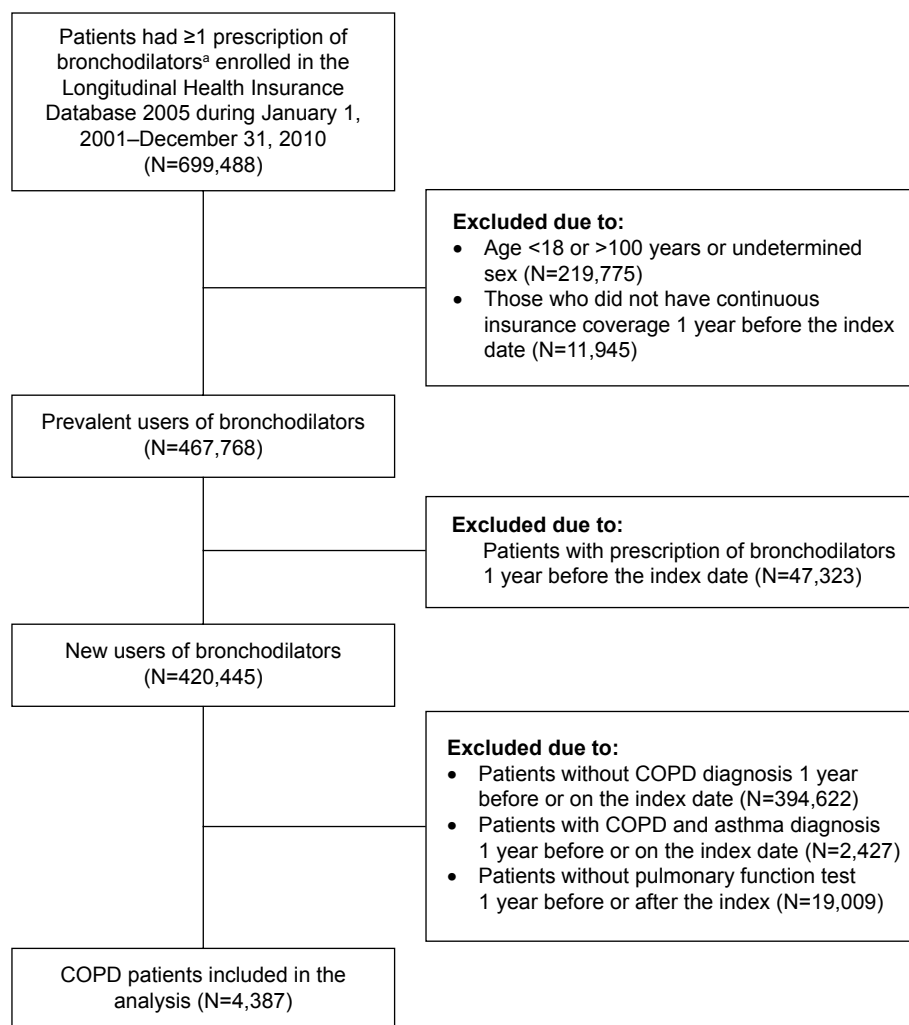 Patients had ≥1 prescription of
bronchodilatorsª enrolled in the
Longitudinal Health Insurance
Database 2005 during January 1,
2001–December 31, 2010
(N=699,488)
Excluded due to:
• Age <18 or >100 years or undetermined
sex (N=219,775)
• Those who did not have continuous
insurance coverage 1 year before the index
date (N=11,945)
Prevalent users of bronchodilators
(N=467,768)
Excluded due to:
Patients with prescription of bronchodilators
1 year before the index date (N=47,323)
New users of bronchodilators
(N=420,445)
Excluded due to:
• Patients without COPD diagnosis 1 year
before or on the index date (N=394,622)
• Patients with COPD and asthma diagnosis
1 year before or on the index date (N=2,427)
• Patients without pulmonary function test
1 year before or after the index (N=19,009)
COPD patients included in the
analysis (N=4,387)